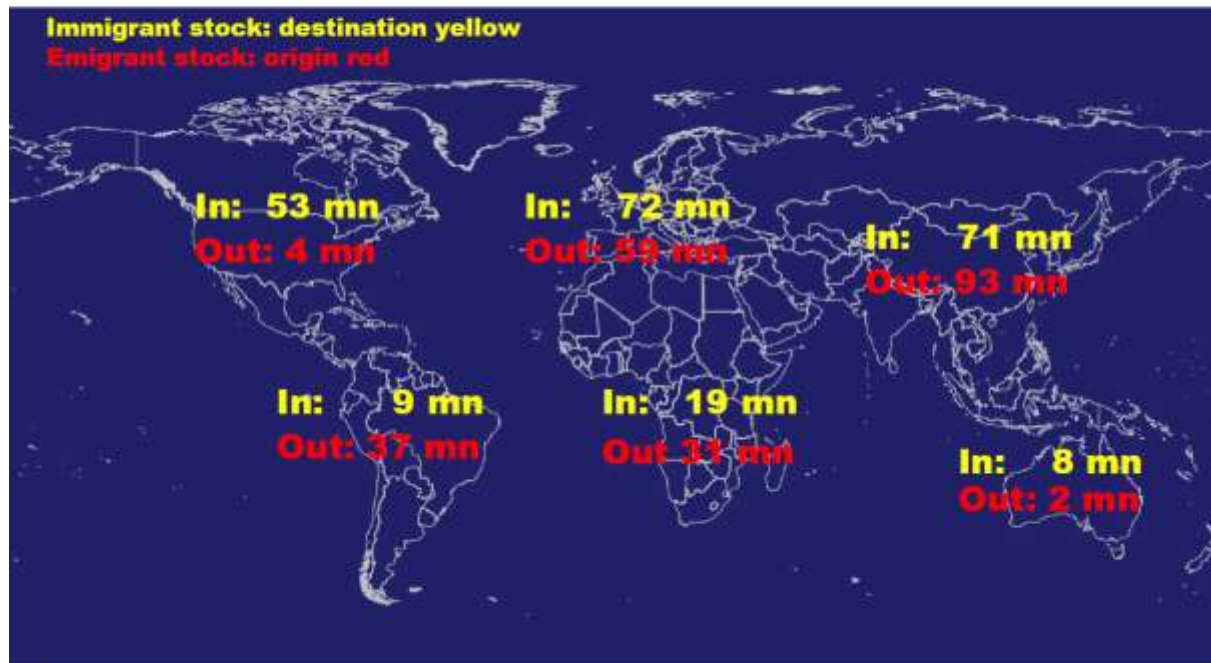 Immigrant stock: destination yellow
Emigrant stock: origin red
In: 53 mn
Out: 4 mn
In: 72 mn
Out: 59 mn
In: 71 mn
Out: 93 mn
In: 9 mn
Out: 37 mn
In: 19 mn
Out 31 mn
In: 8 mn
Out: 2 mn